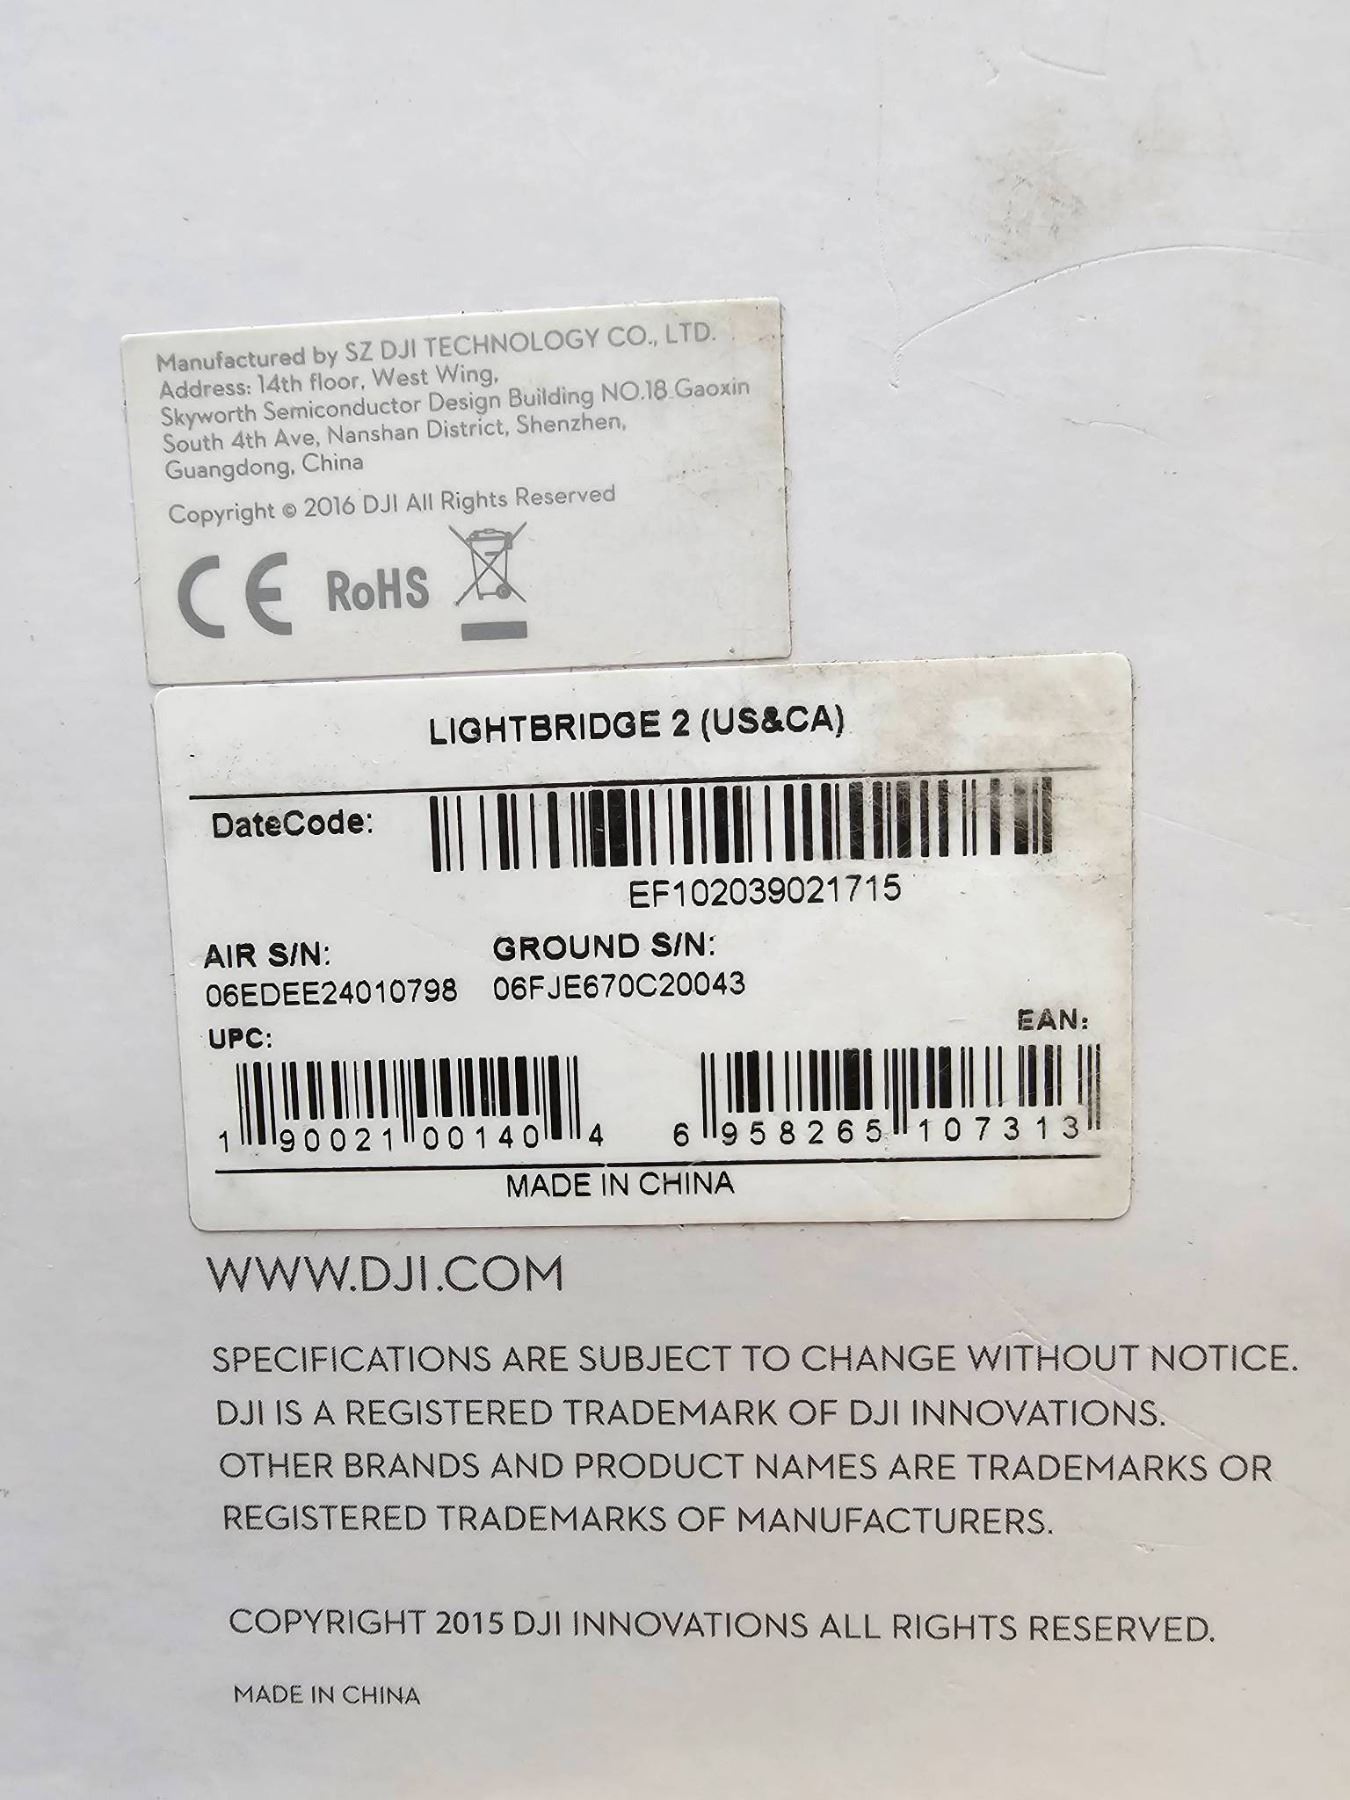 Manufactured by SZ DJI TECHNOLOGY CO., LTD.
Address: 14th floor, West Wing,
Skyworth Semiconductor Design Building NO.18 Gaoxin
South 4th Ave, Nanshan District, Shenzhen,
Guangdong, China
Copyright © 2016 DJI All Rights Reserved
CE RoHS
LIGHTBRIDGE 2 (US&CA)
DateCode:
EF102039021715
AIR S/N: GROUND S/N:
06EDEE24010798 06FJE670C20043
UPC: EAN:
1 90021 00140 4 6 958265 107313
MADE IN CHINA
WWW.DJI.COM
SPECIFICATIONS ARE SUBJECT TO CHANGE WITHOUT NOTICE.
DJI IS A REGISTERED TRADEMARK OF DJI INNOVATIONS.
OTHER BRANDS AND PRODUCT NAMES ARE TRADEMARKS OR
REGISTERED TRADEMARKS OF MANUFACTURERS.
COPYRIGHT 2015 DJI INNOVATIONS ALL RIGHTS RESERVED.
MADE IN CHINA